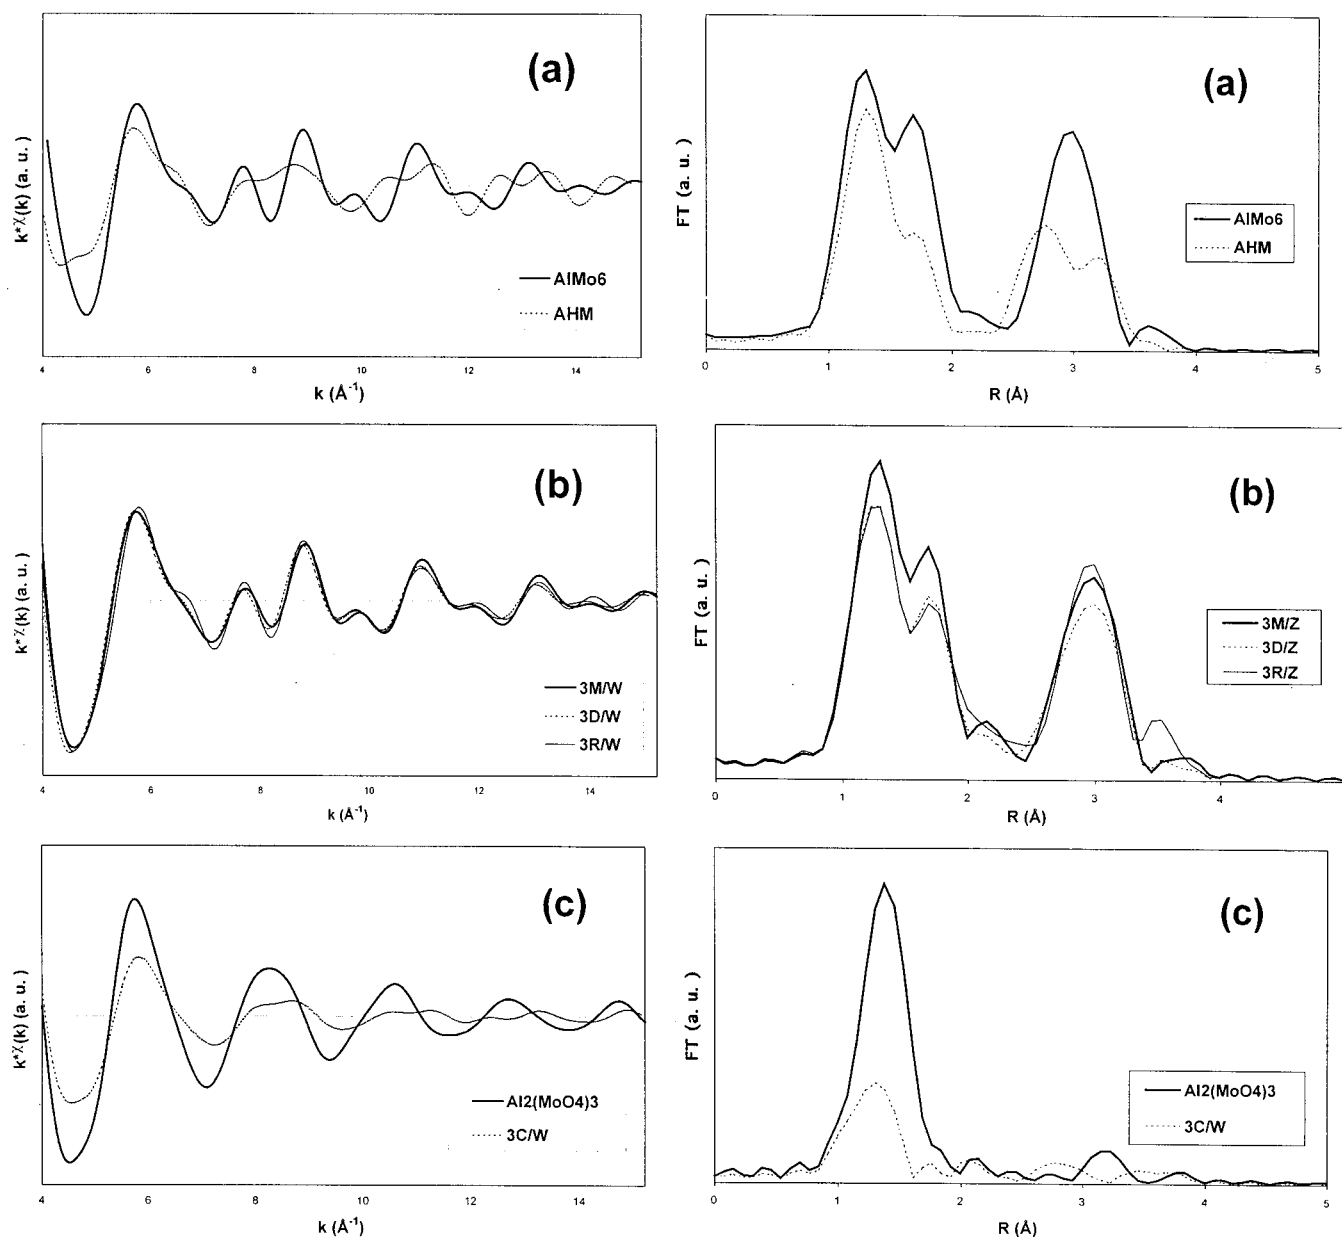 (a)
k*χ(k) (a. u.)
AlMo6
AHM
4 6 8 10 12 14
k (Å⁻¹)
(a)
FT (a. u. )
AlMo6
AHM
0 1 2 3 4 5
R (Å)
(b)
k*χ(k) (a. u.)
3M/W
3D/W
3R/W
4 6 8 10 12 14
k (Å⁻¹)
(b)
FT (a. u. )
3M/Z
3D/Z
3R/Z
0 1 2 3 4
R (Å)
(c)
k*χ(k) (a. u. )
Al2(MoO4)3
3C/W
4 6 8 10 12 14
k (Å⁻¹)
(c)
FT (a. u. )
Al2(MoO4)3
3C/W
0 1 2 3 4 5
R (Å)